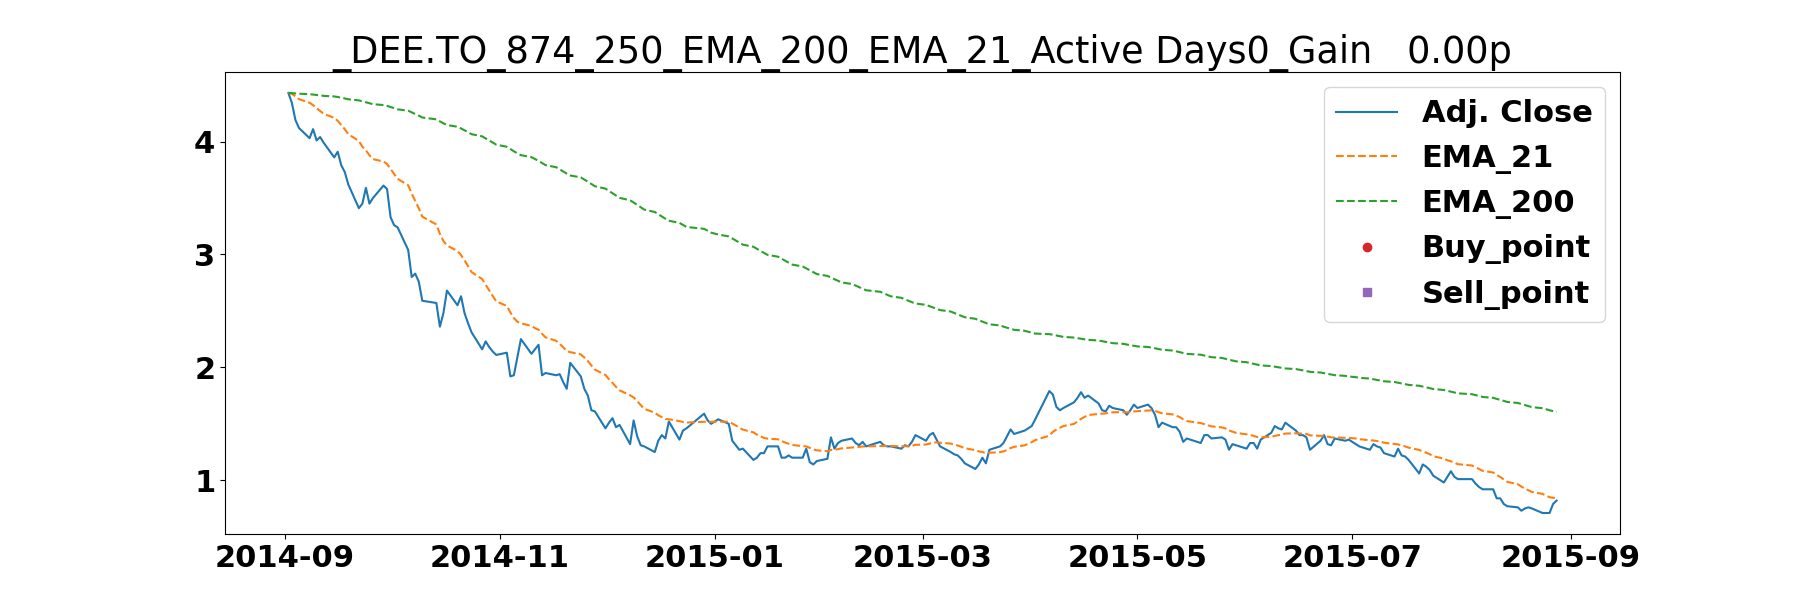 _DEE.TO_874_250_EMA_200_EMA_21_Active Days0_Gain   0.00p
Adj. Close
EMA_21
EMA_200
Buy_point
Sell_point
4
3
2
1
2014-09 2014-11 2015-01 2015-03 2015-05 2015-07 2015-09